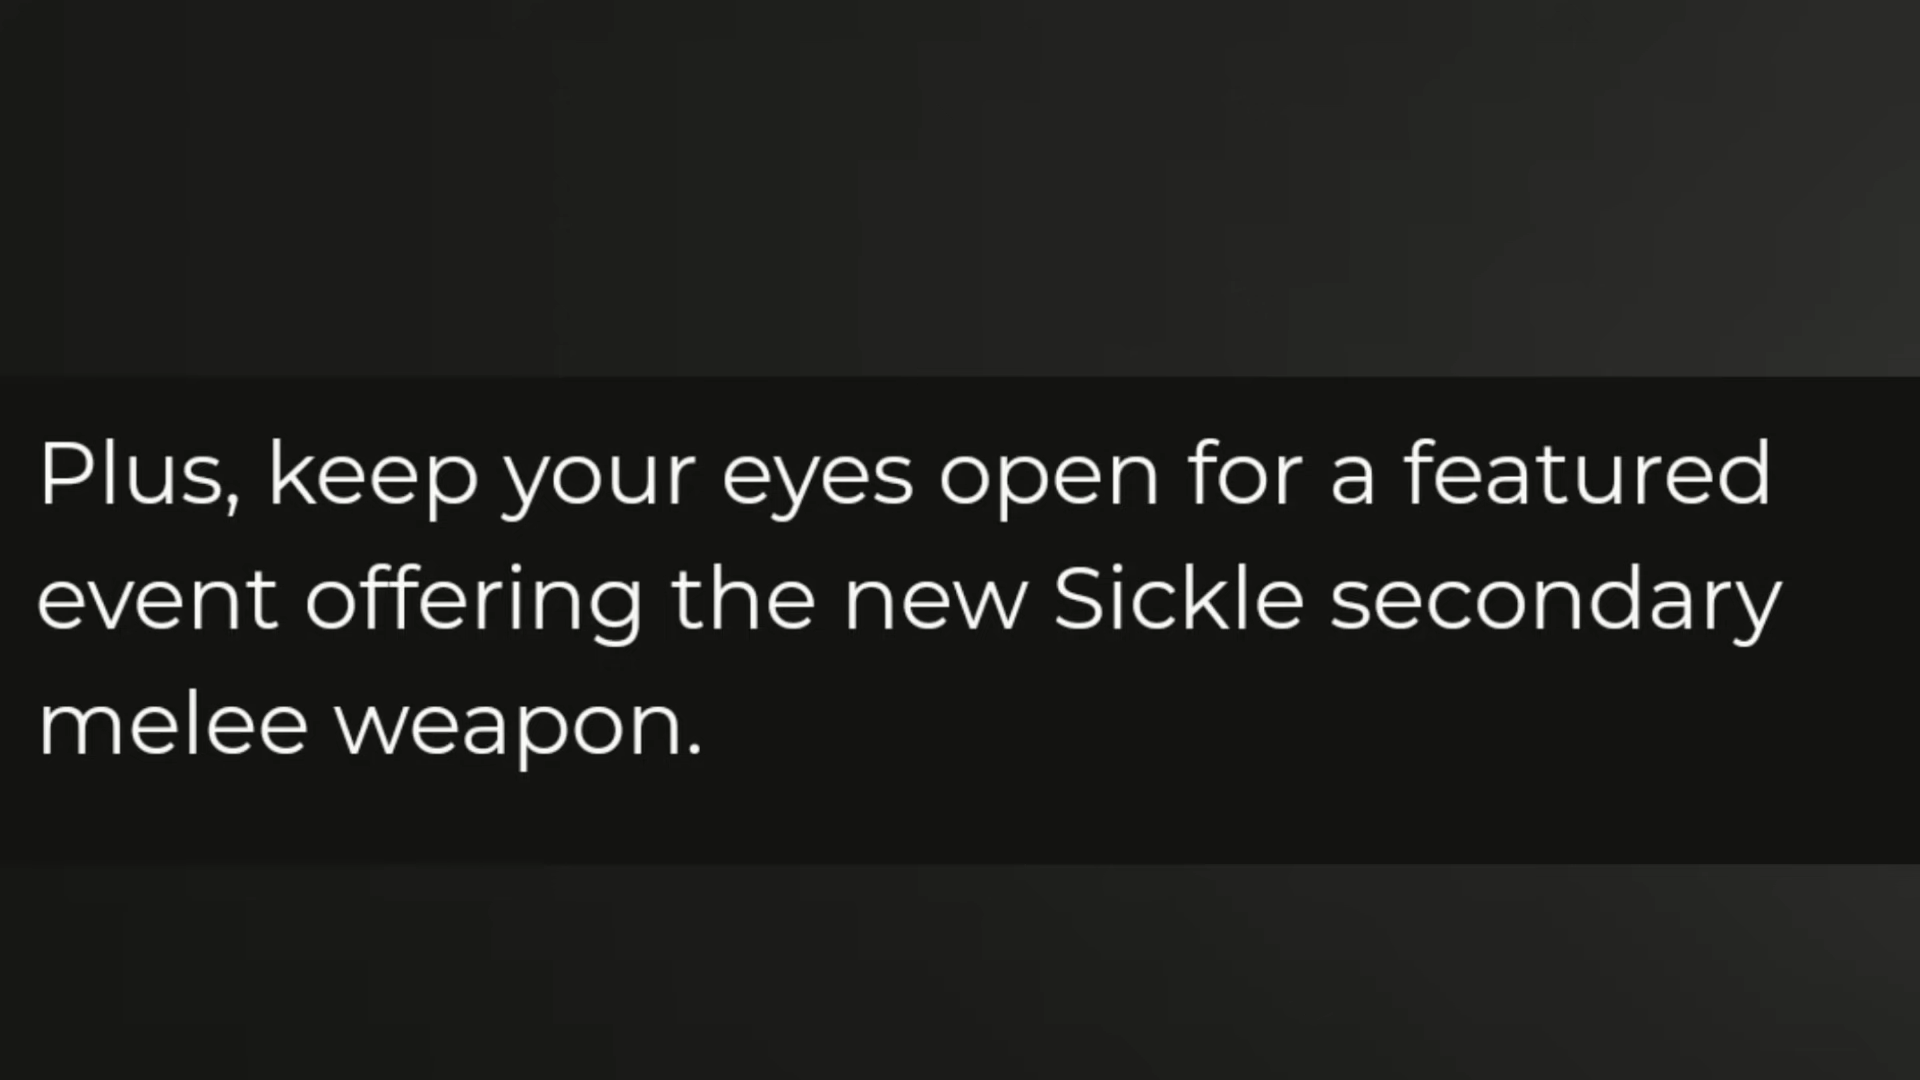 Plus, keep your eyes open for a featured
event offering the new Sickle secondary
melee weapon.